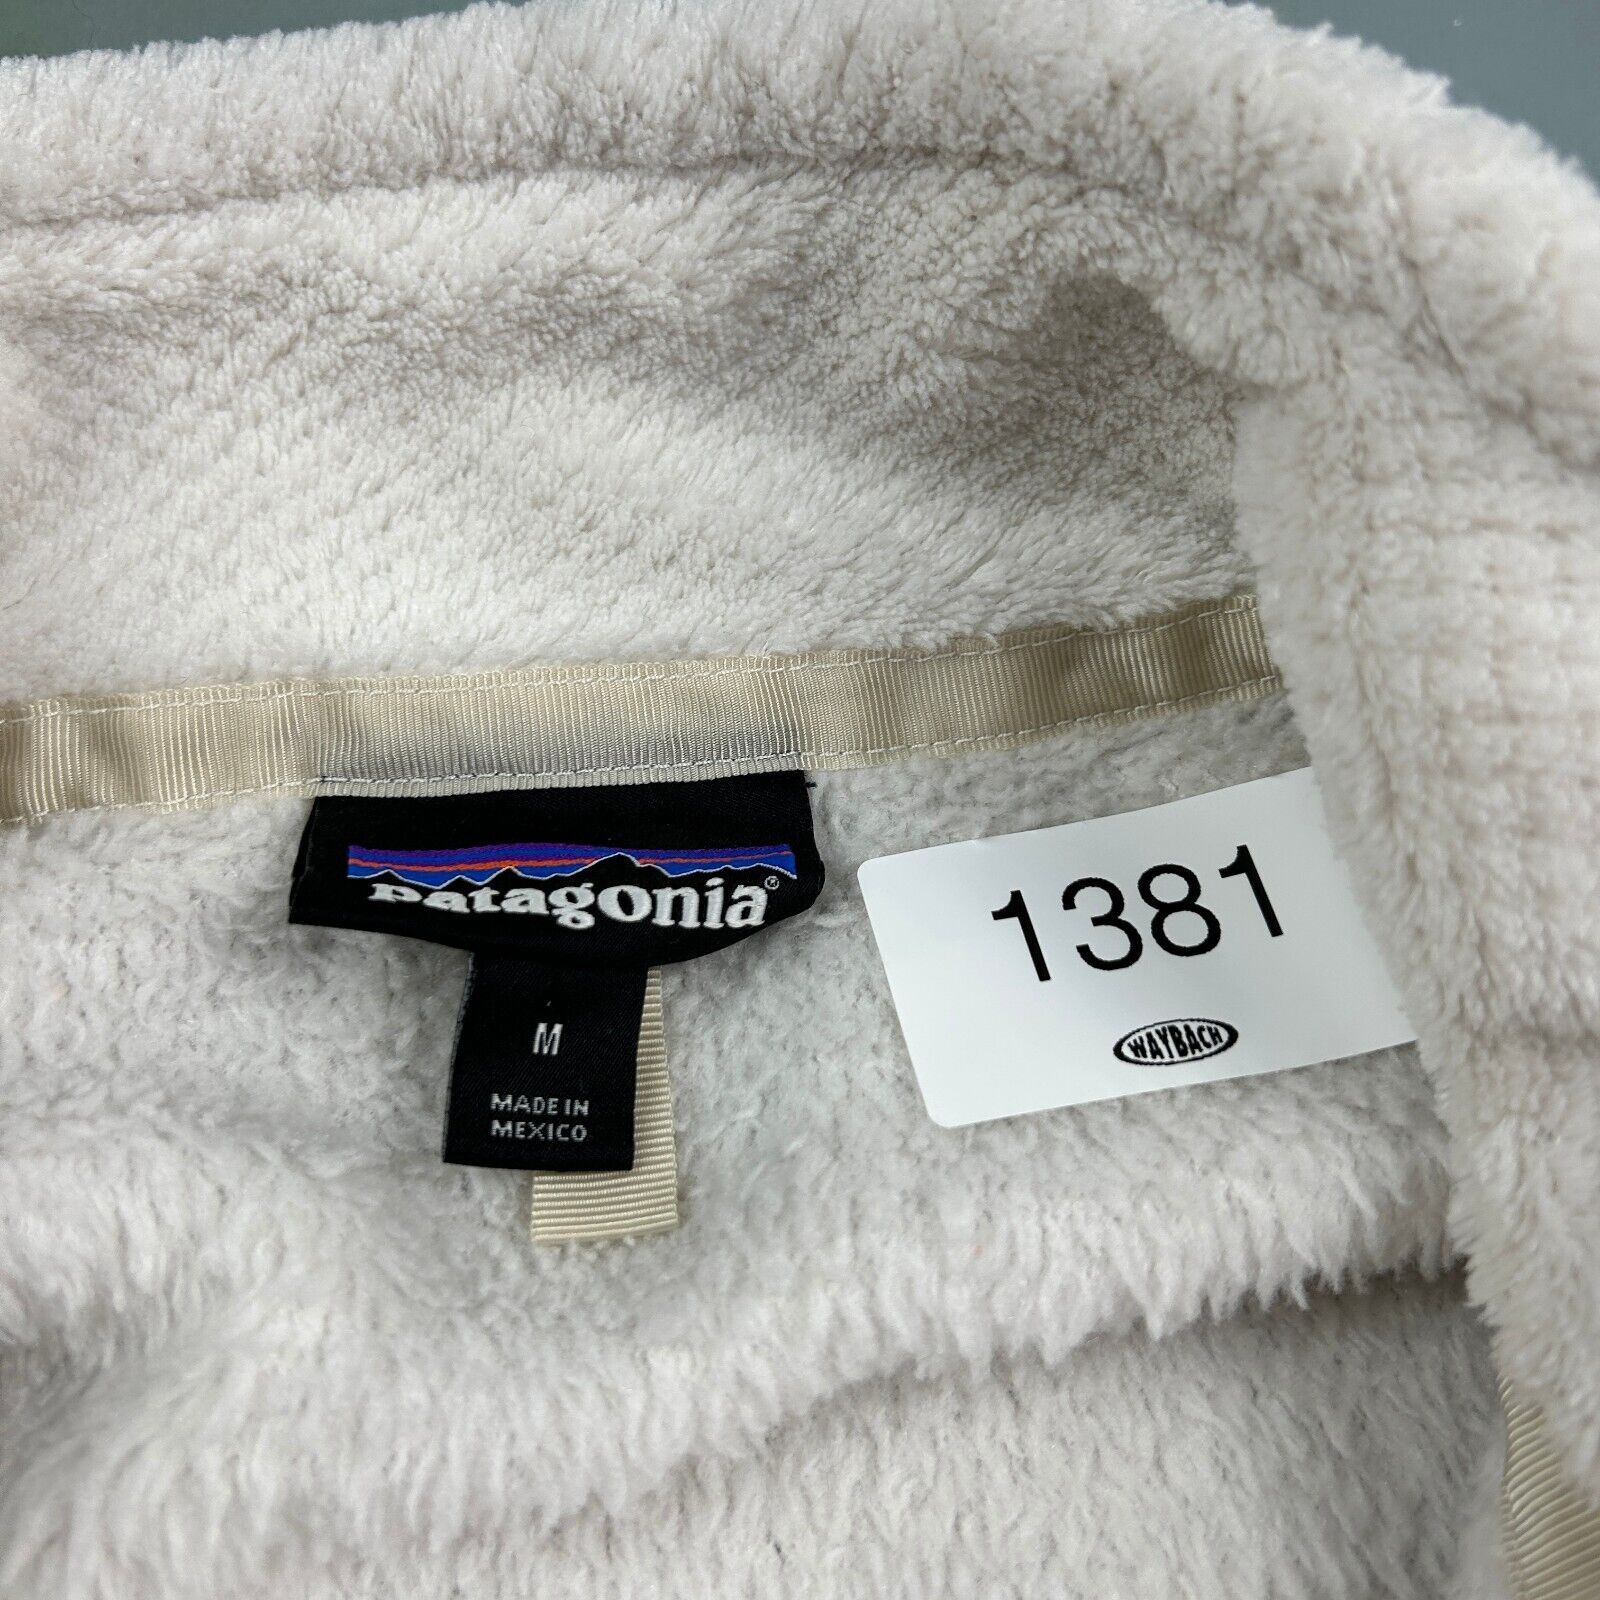 Patagonia®
M
MADE IN
MEXICO
1381
WAYBACH